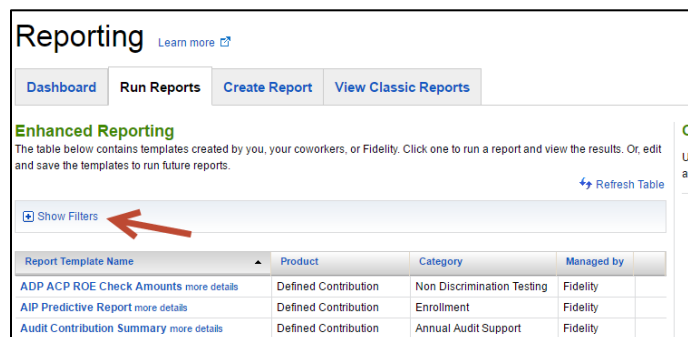 Reporting Learn more
Dashboard Run Reports Create Report View Classic Reports
Enhanced Reporting
The table below contains templates created by you, your coworkers, or Fidelity. Click one to run a report and view the results. Or, edit
and save the templates to run future reports.
Refresh Table
Show Filters
Report Template Name Product Category Managed by
ADP ACP ROE Check Amounts more details Defined Contribution Non Discrimination Testing Fidelity
AIP Predictive Report more details Defined Contribution Enrollment Fidelity
Audit Contribution Summary more details Defined Contribution Annual Audit Support Fidelity